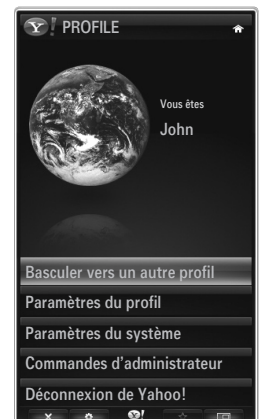 Y! PROFILE
Vous êtes
John
Basculer vers un autre profil
Paramètres du profil
Paramètres du système
Commandes d'administrateur
Déconnexion de Yahoo!
Y!